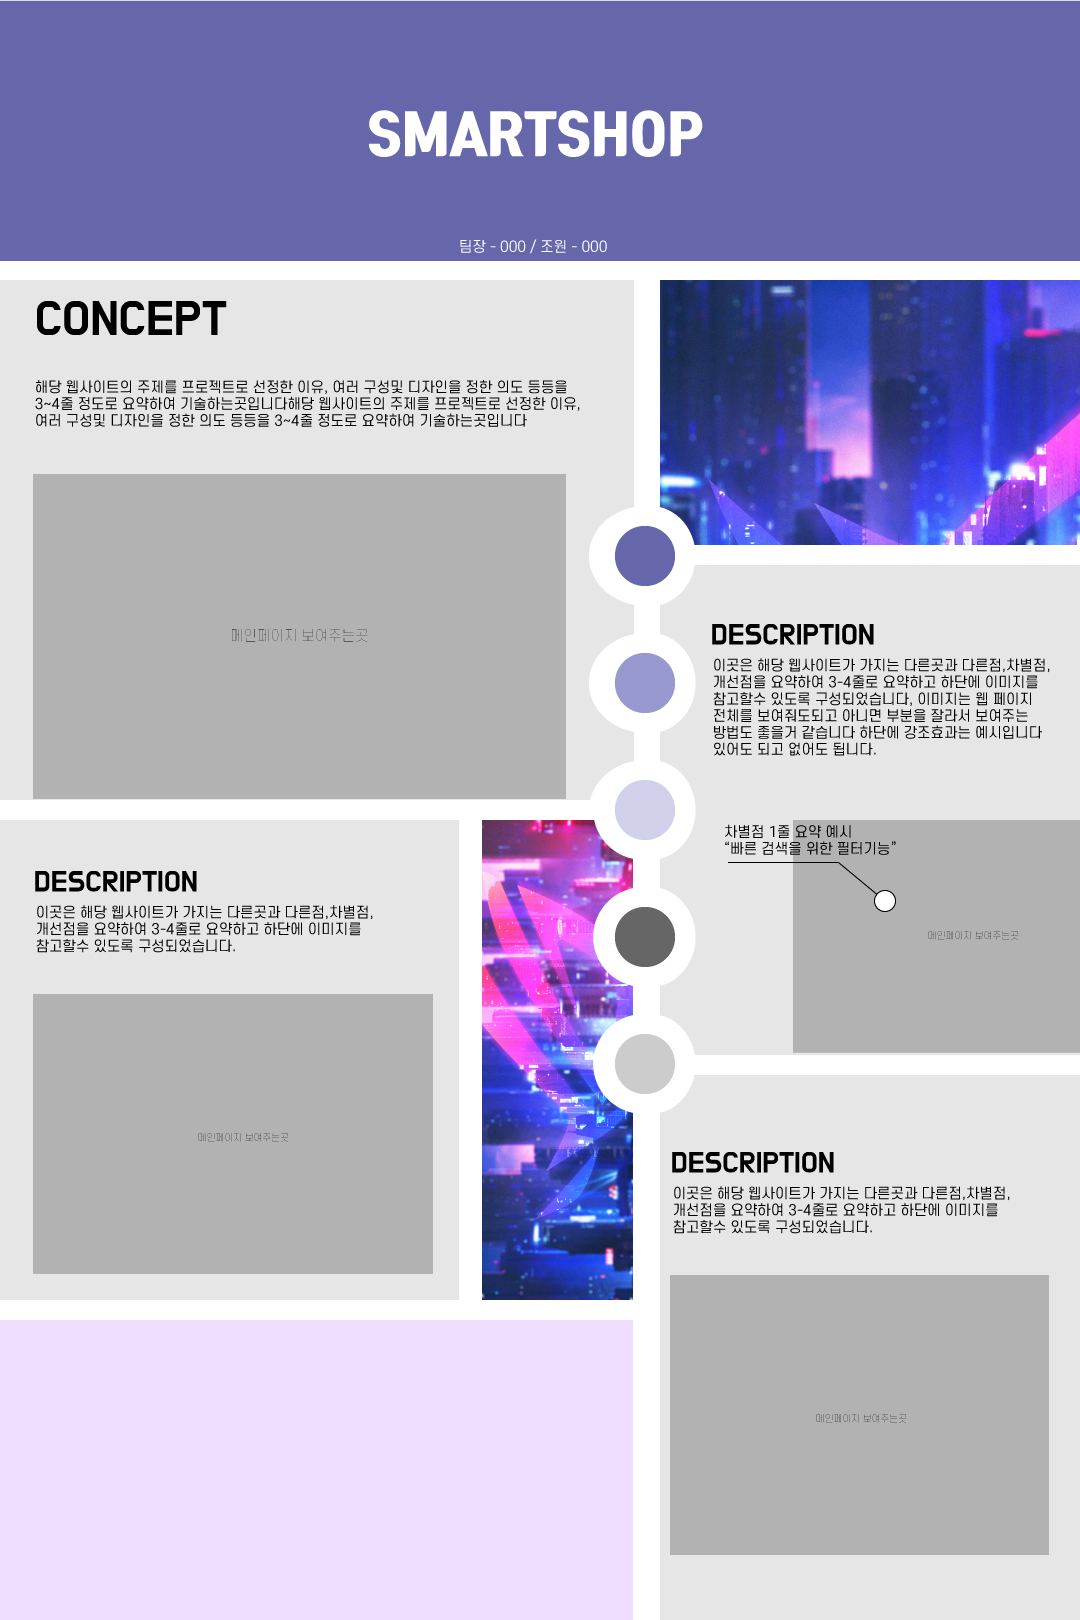 SMARTSHOP
팀장 - 000 / 조원 - 000
CONCEPT
해당 웹사이트의 주제를 프로젝트로 선정한 이유, 여러 구성및 디자인을 정한 의도 등등을
3~4줄 정도로 요약하여 기술하는곳입니다해당 웹사이트의 주제를 프로젝트로 선정한 이유,
여러 구성및 디자인을 정한 의도 등등을 3~4줄 정도로 요약하여 기술하는곳입니다
메인페이지 보여주는곳
DESCRIPTION
이곳은 해당 웹사이트가 가지는 다른곳과 다른점,차별점,
개선점을 요약하여 3-4줄로 요약하고 하단에 이미지를
참고할수 있도록 구성되었습니다, 이미지는 웹 페이지
전체를 보여줘도되고 아니면 부분을 잘라서 보여주는
방법도 좋을거 같습니다 하단에 강조효과는 예시입니다
있어도 되고 없어도 됩니다.
차별점 1줄 요약 예시
“빠른 검색을 위한 필터기능”
메인페이지 보여주는곳
DESCRIPTION
이곳은 해당 웹사이트가 가지는 다른곳과 다른점,차별점,
개선점을 요약하여 3-4줄로 요약하고 하단에 이미지를
참고할수 있도록 구성되었습니다.
메인페이지 보여주는곳
DESCRIPTION
이곳은 해당 웹사이트가 가지는 다른곳과 다른점,차별점,
개선점을 요약하여 3-4줄로 요약하고 하단에 이미지를
참고할수 있도록 구성되었습니다.
메인페이지 보여주는곳